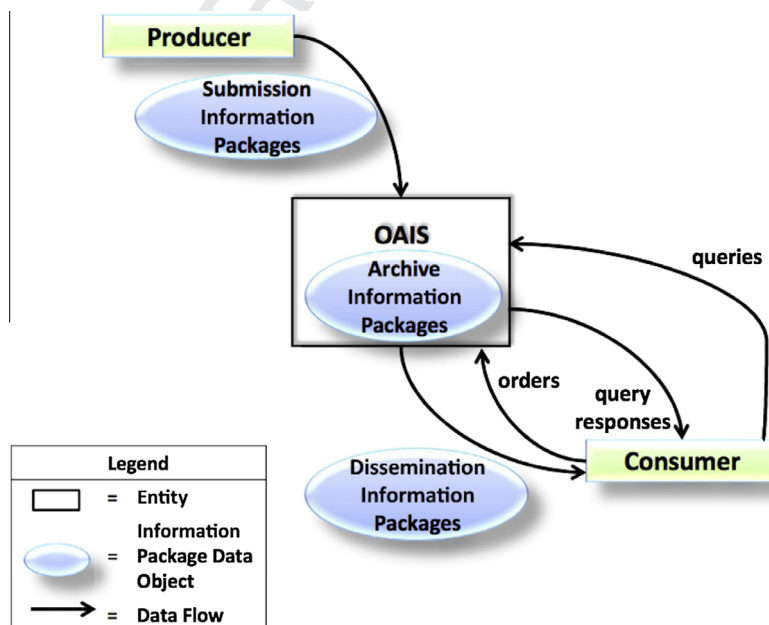 Producer
Submission
Information
Packages
OAIS
Archive
Information
Packages
queries
orders
query
responses
Consumer
Dissemination
Information
Packages
Legend
= Entity
Information
= Package Data
Object
= Data Flow